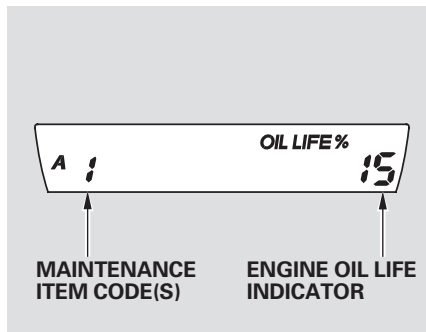 OIL LIFE %
A 1 15
MAINTENANCE
ITEM CODE(S)
ENGINE OIL LIFE
INDICATOR